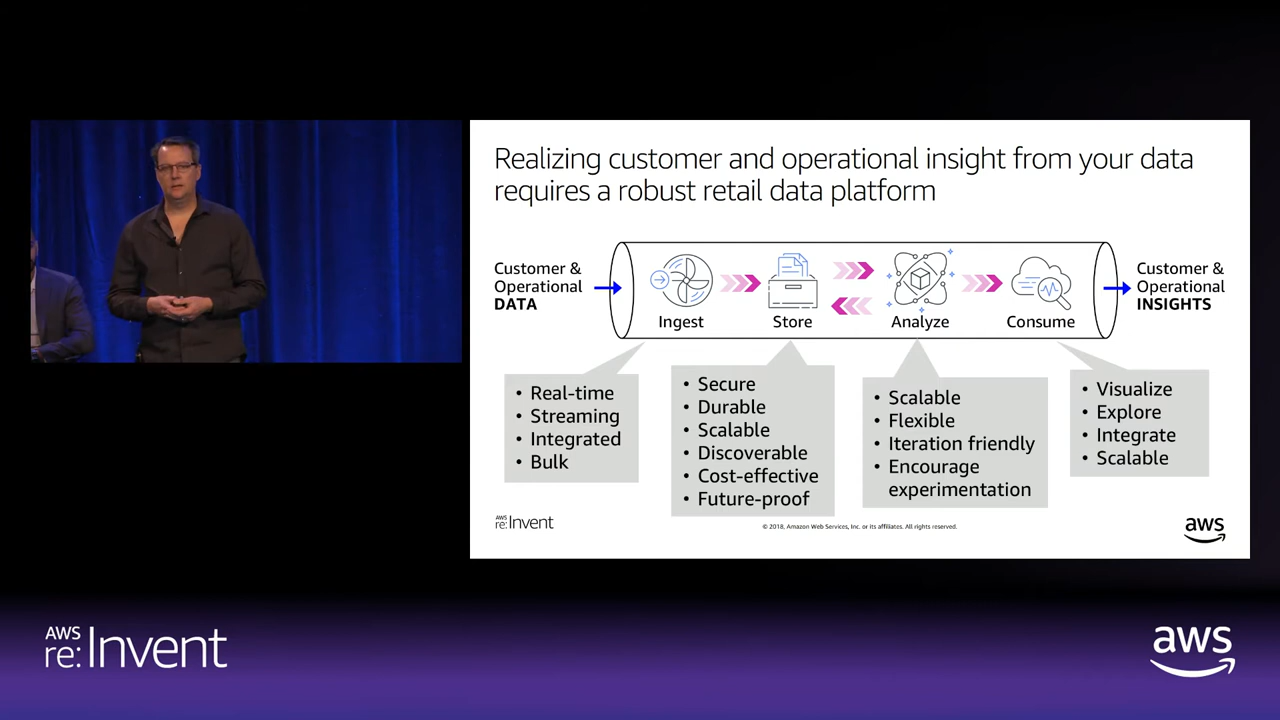 Realizing customer and operational insight from your data
requires a robust retail data platform
Customer &
Operational
DATA
Ingest
Store
Analyze
Consume
Customer &
Operational
INSIGHTS
• Real-time
• Streaming
• Integrated
• Bulk
• Secure
• Durable
• Scalable
• Discoverable
• Cost-effective
• Future-proof
• Scalable
• Flexible
• Iteration friendly
• Encourage
experimentation
• Visualize
• Explore
• Integrate
• Scalable
AWS
re:Invent
© 2018, Amazon Web Services, Inc. or its affiliates. All rights reserved.
aws
AWS
re:Invent
aws